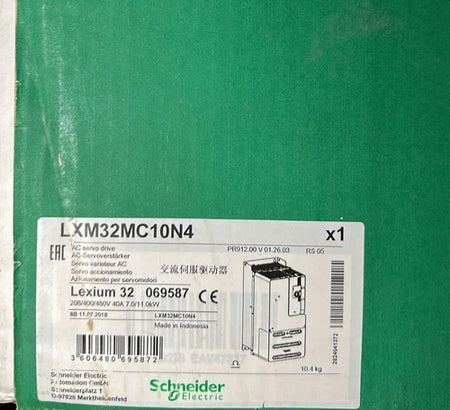 LXM32MC10N4 x1
EAC AC servo drive PR912.00 V 01.26.03 RS 05
AC-Servoverstärker
Servo variateur AC
Servo accionamiento 交流伺服驱动器
Azionamento per servomotori
Lexium 32 069587 CE
208/400/480V 40A 7.0/11.0kW
6B 11.07.2018 LXM32MC10N4
Made in Indonesia
3 606480 695872
10.4 kg
Schneider Electric
Automation GmbH
Schneiderplatz 1
D-97828 Marktheidenfeld
Schneider
Electric